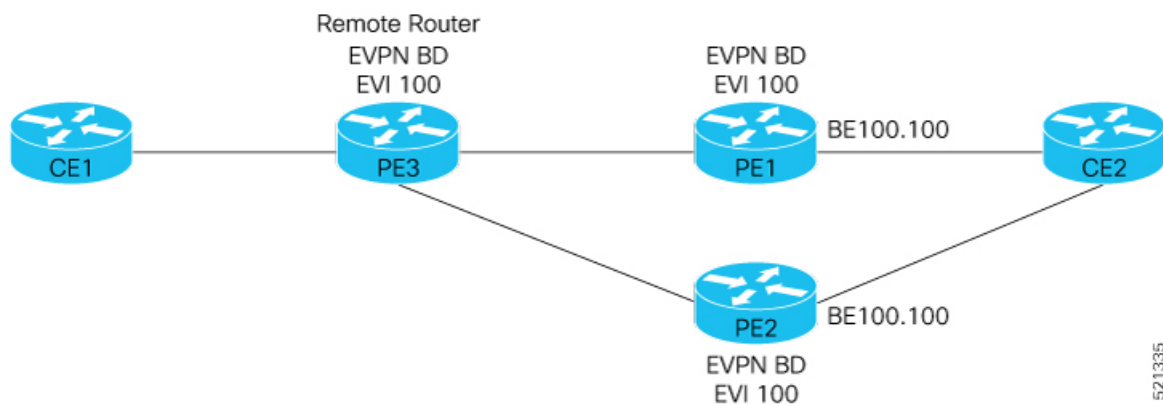 Remote Router
EVPN BD
EVI 100
EVPN BD
EVI 100
BE100.100
CE1
PE3
PE1
CE2
PE2
BE100.100
EVPN BD
EVI 100
521335